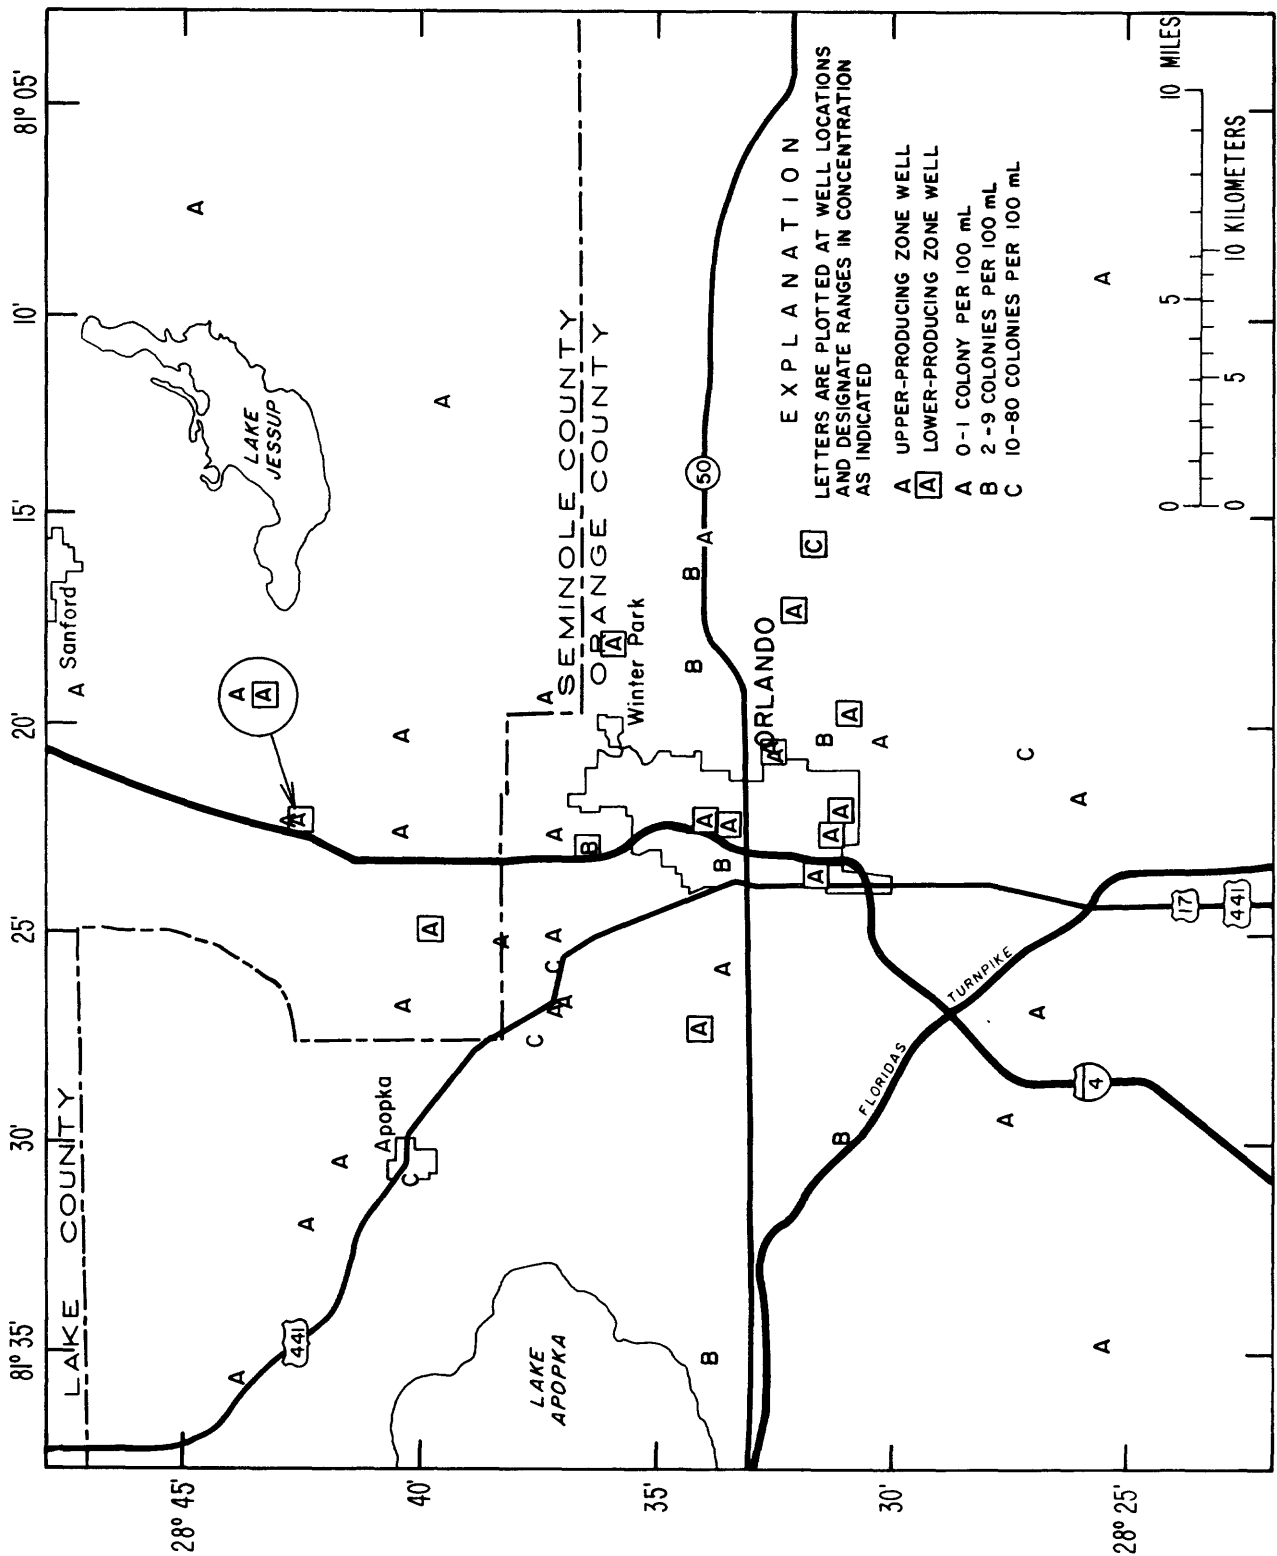 81° 35'
30'
25'
20'
15'
10'
81° 05'
28° 45'
40'
35'
30'
28° 25'
LAKE COUNTY
Sanford
A
A
A
A
A
LAKE
JESSUP
A
A
A
A
A
A
A
441
A
A
A
Apopka
C
A
A
A
A
A
SEMINOLE COUNTY
ORANGE COUNTY
C
A
A
C
A
A
A
LAKE
APOPKA
B
A
Winter Park
B
A
A
B
A
A
B
B
A
50
ORLANDO
A
A
C
A
A
A
B
A
A
B
FLORIDAS
TURNPIKE
A
A
A
C
4
17
441
A
A
EXPLANATION
LETTERS ARE PLOTTED AT WELL LOCATIONS
AND DESIGNATE RANGES IN CONCENTRATION
AS INDICATED
A UPPER-PRODUCING ZONE WELL
A LOWER-PRODUCING ZONE WELL
A 0-1 COLONY PER 100 mL
B 2-9 COLONIES PER 100 mL
C 10-80 COLONIES PER 100 mL
0 5 10 MILES
0 5 10 KILOMETERS